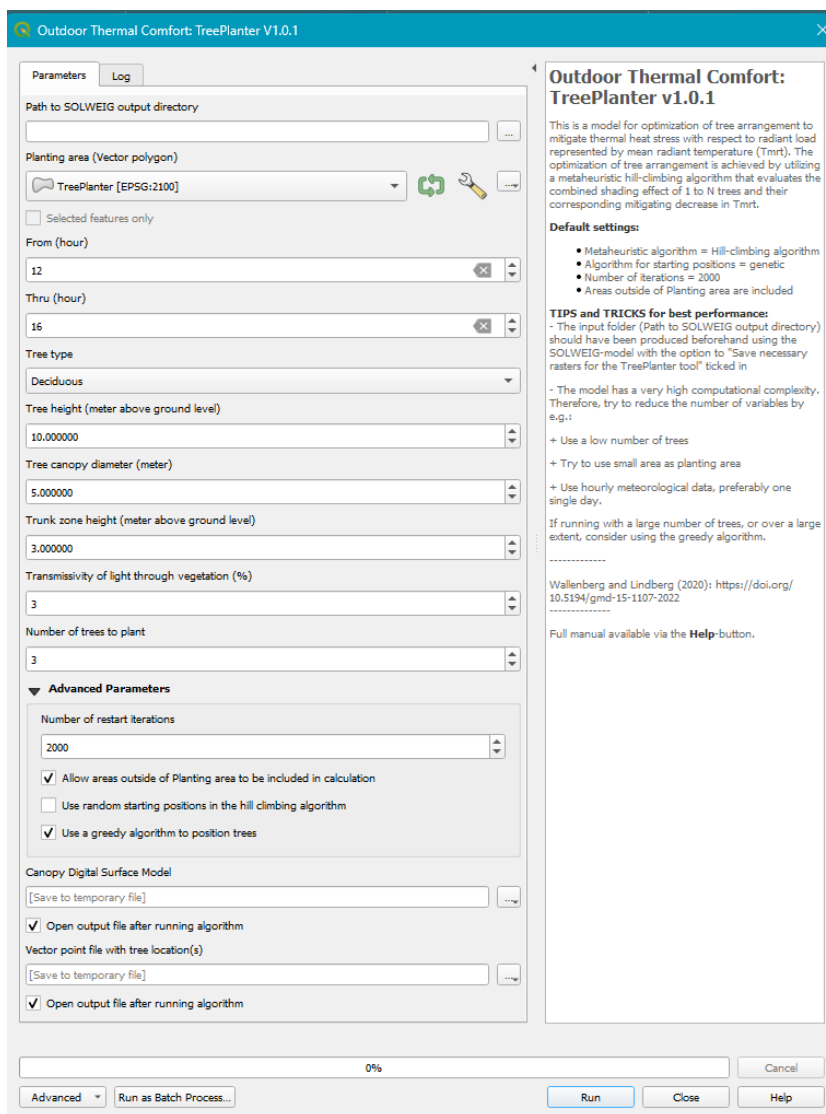 Outdoor Thermal Comfort: TreePlanter V1.0.1
Parameters
Log
Path to SOLWEIG output directory
...
Planting area (Vector polygon)
TreePlanter [EPSG:2100]
...
Selected features only
From (hour)
12
Thru (hour)
16
Tree type
Deciduous
Tree height (meter above ground level)
10.000000
Tree canopy diameter (meter)
5.000000
Trunk zone height (meter above ground level)
3.000000
Transmissivity of light through vegetation (%)
3
Number of trees to plant
3
Advanced Parameters
Number of restart iterations
2000
Allow areas outside of Planting area to be included in calculation
Use random starting positions in the hill climbing algorithm
Use a greedy algorithm to position trees
Canopy Digital Surface Model
[Save to temporary file]
...
Open output file after running algorithm
Vector point file with tree location(s)
[Save to temporary file]
...
Open output file after running algorithm
Outdoor Thermal Comfort:
TreePlanter v1.0.1
This is a model for optimization of tree arrangement to
mitigate thermal heat stress with respect to radiant load
represented by mean radiant temperature (Tmrt). The
optimization of tree arrangement is achieved by utilizing
a metaheuristic hill-climbing algorithm that evaluates the
combined shading effect of 1 to N trees and their
corresponding mitigating decrease in Tmrt.
Default settings:
• Metaheuristic algorithm = Hill-climbing algorithm
• Algorithm for starting positions = genetic
• Number of iterations = 2000
• Areas outside of Planting area are included
TIPS and TRICKS for best performance:
- The input folder (Path to SOLWEIG output directory)
should have been produced beforehand using the
SOLWEIG-model with the option to "Save necessary
rasters for the TreePlanter tool" ticked in
- The model has a very high computational complexity.
Therefore, try to reduce the number of variables by
e.g.:
+ Use a low number of trees
+ Try to use small area as planting area
+ Use hourly meteorological data, preferably one
single day.
If running with a large number of trees, or over a large
extent, consider using the greedy algorithm.
-------------
Wallenberg and Lindberg (2020): https://doi.org/
10.5194/gmd-15-1107-2022
--------------
Full manual available via the Help-button.
0%
Cancel
Advanced
Run as Batch Process...
Run
Close
Help